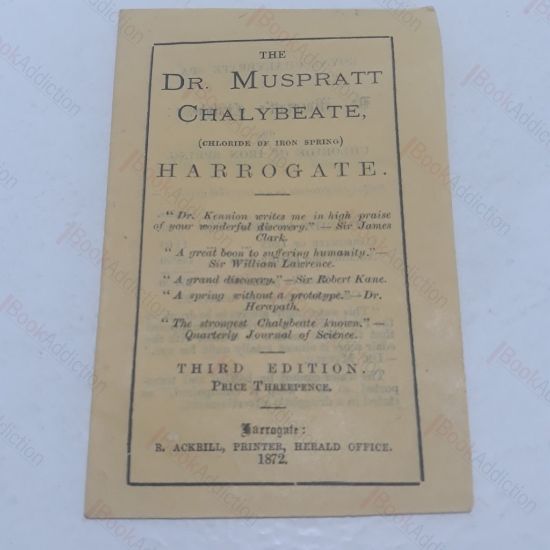 THE
DR. MUSPRATT
CHALYBEATE,
(CHLORIDE OF IRON SPRING)
HARROGATE.
"Dr. Kennion writes me in high praise
of your wonderful discovery."—Sir James
Clark.
"A great boon to suffering humanity."—
Sir William Lawrence.
"A grand discovery."—Sir Robert Kane.
"A spring without a prototype."—Dr.
Herapath.
"The strongest Chalybeate known."—
Quarterly Journal of Science.
THIRD EDITION.
PRICE THREEPENCE.
Harrogate:
R. ACKRILL, PRINTER, HERALD OFFICE.
1872.
iBookAddiction